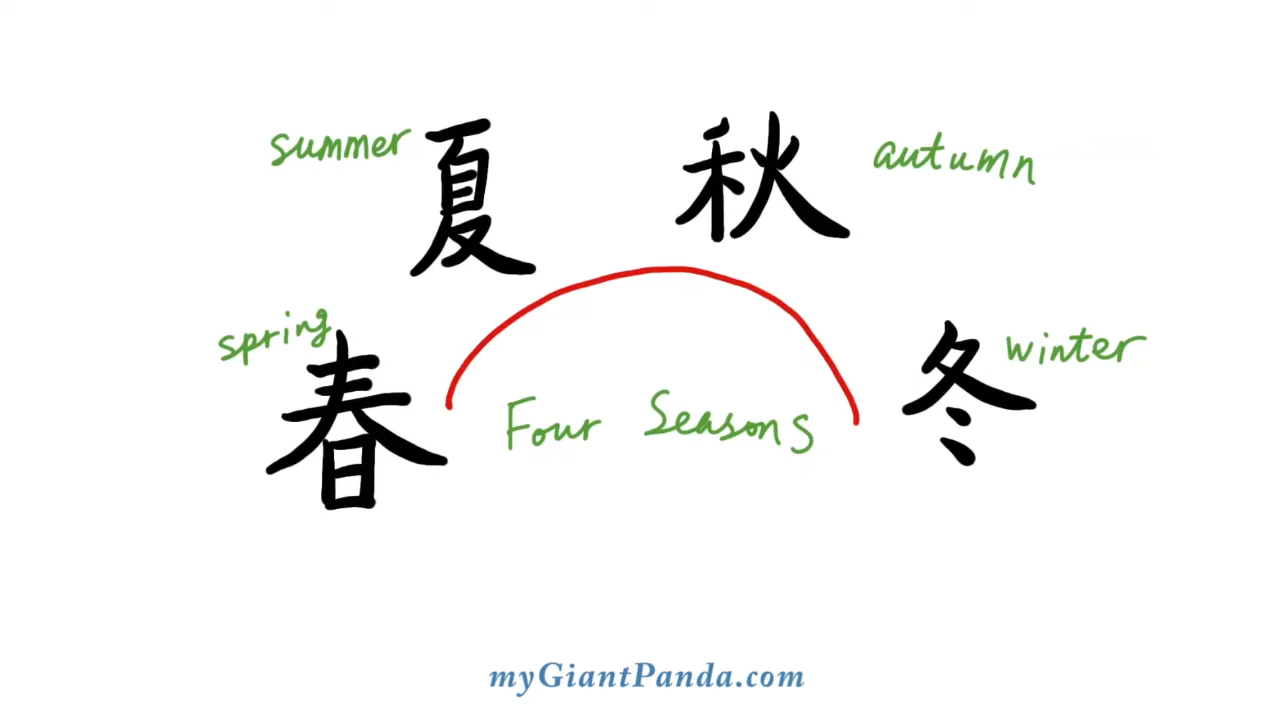 summer
夏
秋
autumn
spring
春
Four Seasons
冬
winter
myGiantPanda.com